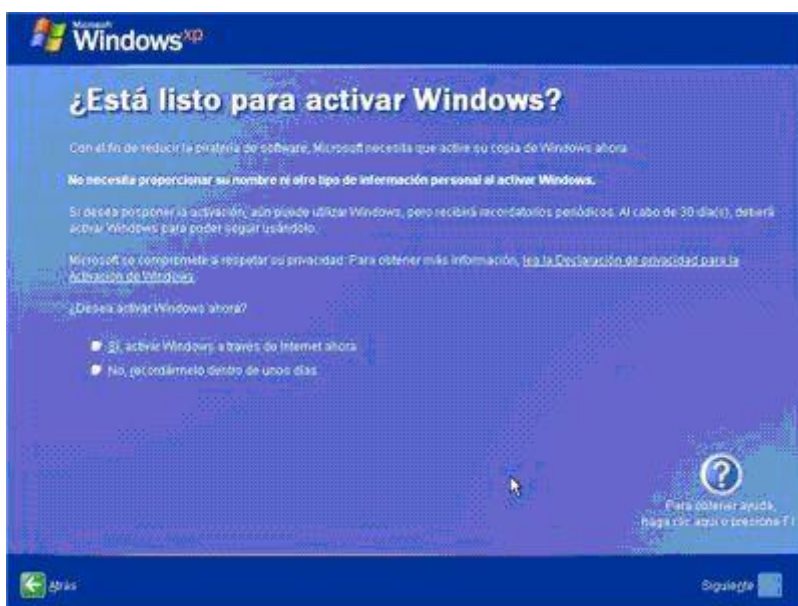 Microsoft
Windows xp
¿Está listo para activar Windows?
Con el fin de reducir la piratería de software, Microsoft necesita que active su copia de Windows ahora.
No necesita proporcionar su nombre ni otro tipo de información personal al activar Windows.
Si desea posponer la activación, aún puede utilizar Windows, pero recibirá recordatorios periódicos. Al cabo de 30 día(s), deberá
activar Windows para poder seguir usándolo.
Microsoft se compromete a respetar su privacidad. Para obtener más información, lea la Declaración de privacidad para la
Activación de Windows.
¿Desea activar Windows ahora?
Sí, activar Windows a través de Internet ahora
No, recordármelo dentro de unos días
Para obtener ayuda,
haga clic aquí o presione F1
Atrás
Siguiente